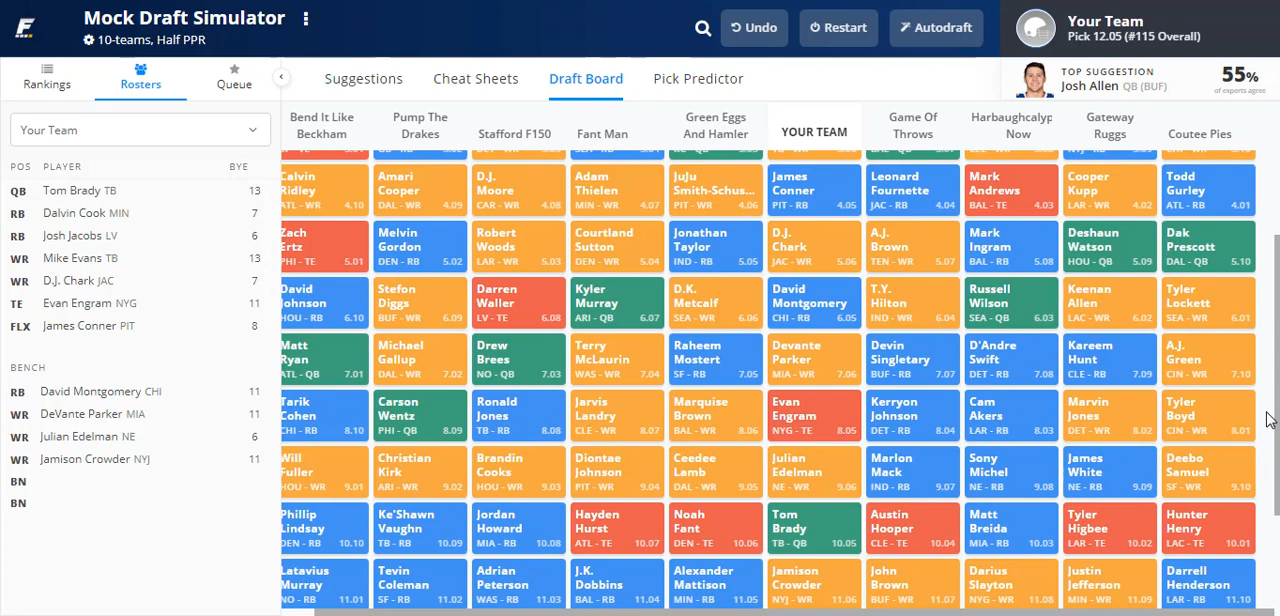 Mock Draft Simulator
10-teams, Half PPR
Undo
Restart
Autodraft
Your Team
Pick 12.05 (#115 Overall)
Rankings
Rosters
Queue
Suggestions
Cheat Sheets
Draft Board
Pick Predictor
TOP SUGGESTION
Josh Allen QB (BUF)
55%
of experts agree
Your Team
POS PLAYER BYE
QB Tom Brady TB 13
RB Dalvin Cook MIN 7
RB Josh Jacobs LV 6
WR Mike Evans TB 13
WR D.J. Chark JAC 7
TE Evan Engram NYG 11
FLX James Conner PIT 8
BENCH
RB David Montgomery CHI 11
WR DeVante Parker MIA 11
WR Julian Edelman NE 6
WR Jamison Crowder NYJ 11
BN
BN
Bend It Like
Beckham
Pump The
Drakes
Stafford F150
Fant Man
Green Eggs
And Hamler
YOUR TEAM
Game Of
Throws
Harbaughcalyp
Now
Gateway
Ruggs
Coutee Pies
Calvin
Ridley
ATL - WR 4.10
Amari
Cooper
DAL - WR 4.09
D.J.
Moore
CAR - WR 4.08
Adam
Thielen
MIN - WR 4.07
JuJu
Smith-Schus...
PIT - WR 4.06
James
Conner
PIT - RB 4.05
Leonard
Fournette
JAC - RB 4.04
Mark
Andrews
BAL - TE 4.03
Cooper
Kupp
LAR - WR 4.02
Todd
Gurley
ATL - RB 4.01
Zach
Ertz
PHI - TE 5.01
Melvin
Gordon
DEN - RB 5.02
Robert
Woods
LAR - WR 5.03
Courtland
Sutton
DEN - WR 5.04
Jonathan
Taylor
IND - RB 5.05
D.J.
Chark
JAC - WR 5.06
A.J.
Brown
TEN - WR 5.07
Mark
Ingram
BAL - RB 5.08
Deshaun
Watson
HOU - QB 5.09
Dak
Prescott
DAL - QB 5.10
David
Johnson
HOU - RB 6.10
Stefon
Diggs
BUF - WR 6.09
Darren
Waller
LV - TE 6.08
Kyler
Murray
ARI - QB 6.07
D.K.
Metcalf
SEA - WR 6.06
David
Montgomery
CHI - RB 6.05
T.Y.
Hilton
IND - WR 6.04
Russell
Wilson
SEA - QB 6.03
Keenan
Allen
LAC - WR 6.02
Tyler
Lockett
SEA - WR 6.01
Matt
Ryan
ATL - QB 7.01
Michael
Gallup
DAL - WR 7.02
Drew
Brees
NO - QB 7.03
Terry
McLaurin
WAS - WR 7.04
Raheem
Mostert
SF - RB 7.05
Devante
Parker
MIA - WR 7.06
Devin
Singletary
BUF - RB 7.07
D'Andre
Swift
DET - RB 7.08
Kareem
Hunt
CLE - RB 7.09
A.J.
Green
CIN - WR 7.10
Tarik
Cohen
CHI - RB 8.10
Carson
Wentz
PHI - QB 8.09
Ronald
Jones
TB - RB 8.08
Jarvis
Landry
CLE - WR 8.07
Marquise
Brown
BAL - WR 8.06
Evan
Engram
NYG - TE 8.05
Kerryon
Johnson
DET - RB 8.04
Cam
Akers
LAR - RB 8.03
Marvin
Jones
DET - WR 8.02
Tyler
Boyd
CIN - WR 8.01
Will
Fuller
HOU - WR 9.01
Christian
Kirk
ARI - WR 9.02
Brandin
Cooks
HOU - WR 9.03
Diontae
Johnson
PIT - WR 9.04
Ceedee
Lamb
DAL - WR 9.05
Julian
Edelman
NE - WR 9.06
Marlon
Mack
IND - RB 9.07
Sony
Michel
NE - RB 9.08
James
White
NE - RB 9.09
Deebo
Samuel
SF - WR 9.10
Phillip
Lindsay
DEN - RB 10.10
Ke'Shawn
Vaughn
TB - RB 10.09
Jordan
Howard
MIA - RB 10.08
Hayden
Hurst
ATL - TE 10.07
Noah
Fant
DEN - TE 10.06
Tom
Brady
TB - QB 10.05
Austin
Hooper
CLE - TE 10.04
Matt
Breida
MIA - RB 10.03
Tyler
Higbee
LAR - TE 10.02
Hunter
Henry
LAC - TE 10.01
Latavius
Murray
NO - RB 11.01
Tevin
Coleman
SF - RB 11.02
Adrian
Peterson
WAS - RB 11.03
J.K.
Dobbins
BAL - RB 11.04
Alexander
Mattison
MIN - RB 11.05
Jamison
Crowder
NYJ - WR 11.06
John
Brown
BUF - WR 11.07
Darius
Slayton
NYG - WR 11.08
Justin
Jefferson
MIN - WR 11.09
Darrell
Henderson
LAR - RB 11.10